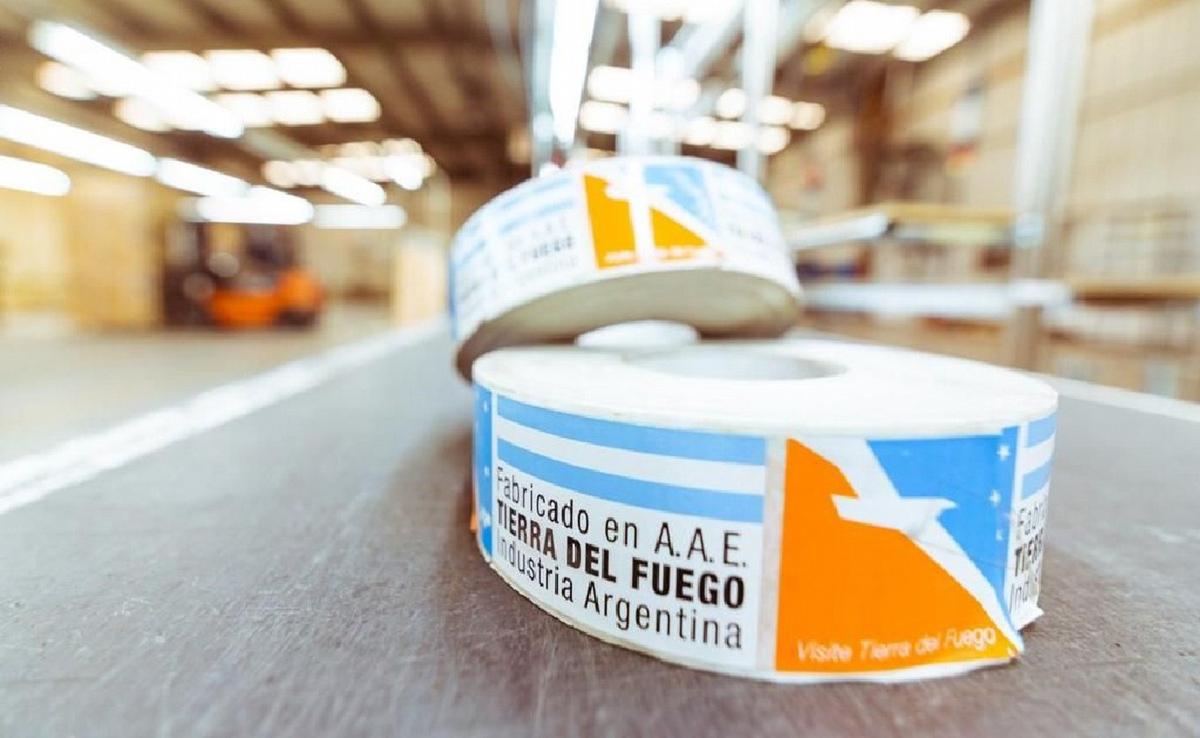 Fabricado en A.A.E.
TIERRA DEL FUEGO
Industria Argentina
Visite Tierra del Fuego